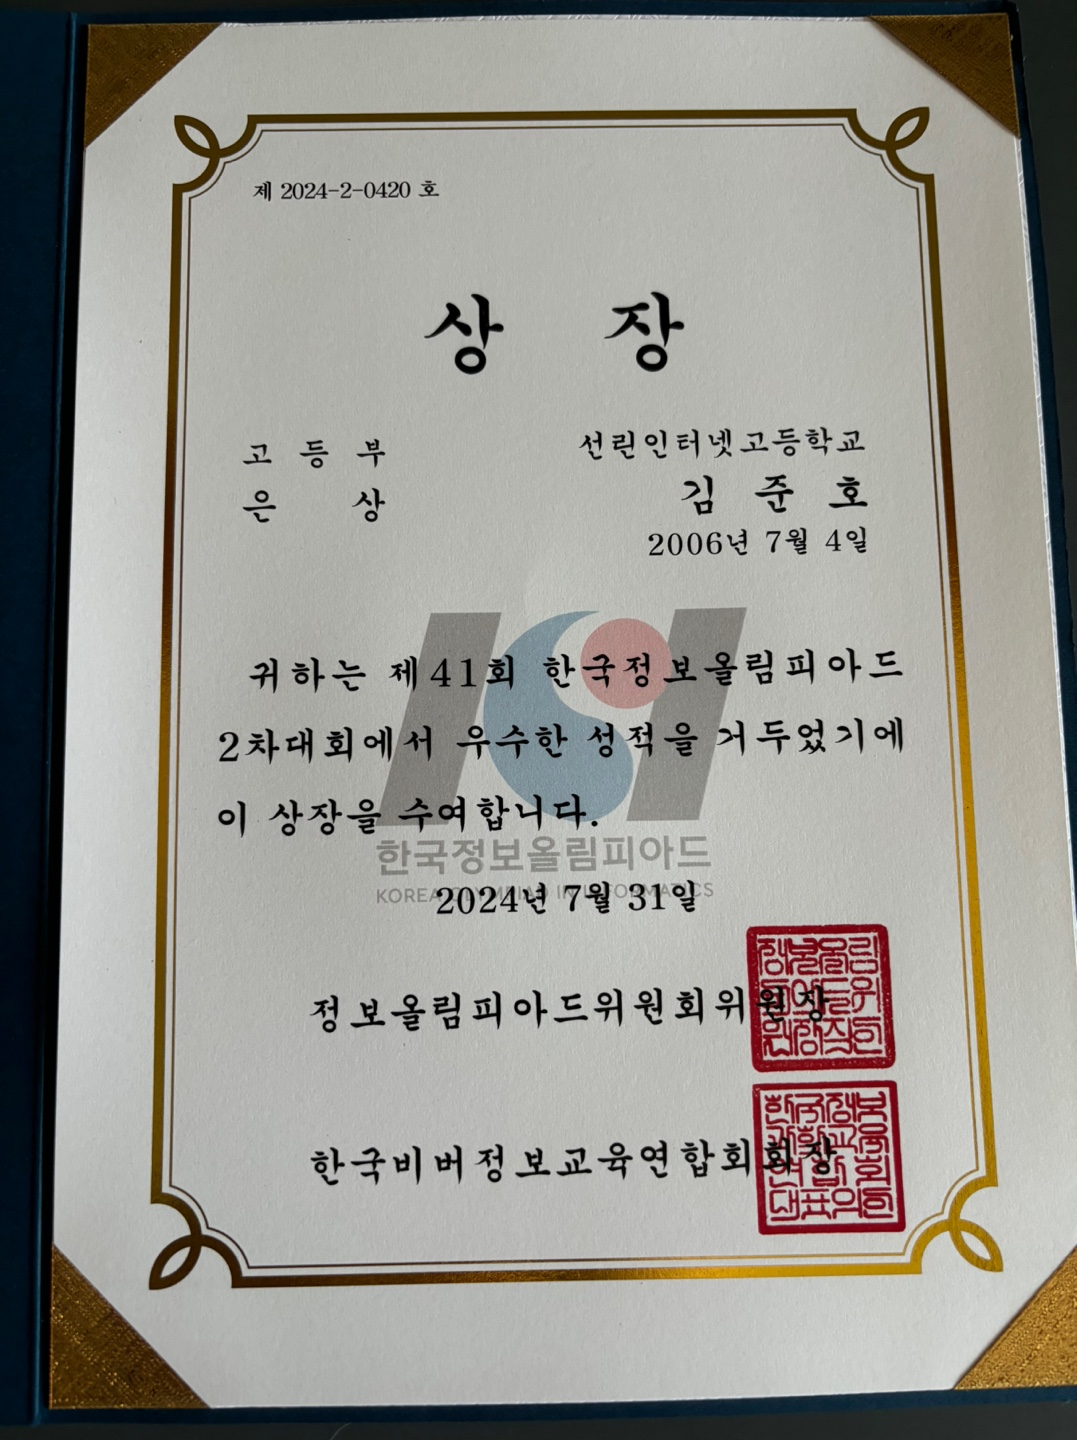 제 2024-2-0420 호
상 장
고 등 부
은 상
선린인터넷고등학교
김 준 호
2006년 7월 4일
귀하는 제41회 한국정보올림피아드
2차대회에서 우수한 성적을 거두었기에
이 상장을 수여합니다.
한국정보올림피아드
KOREA OLYMPIAD IN INFORMATICS
2024년 7월 31일
정보올림피아드위원회위원장
한국비버정보교육연합회회장